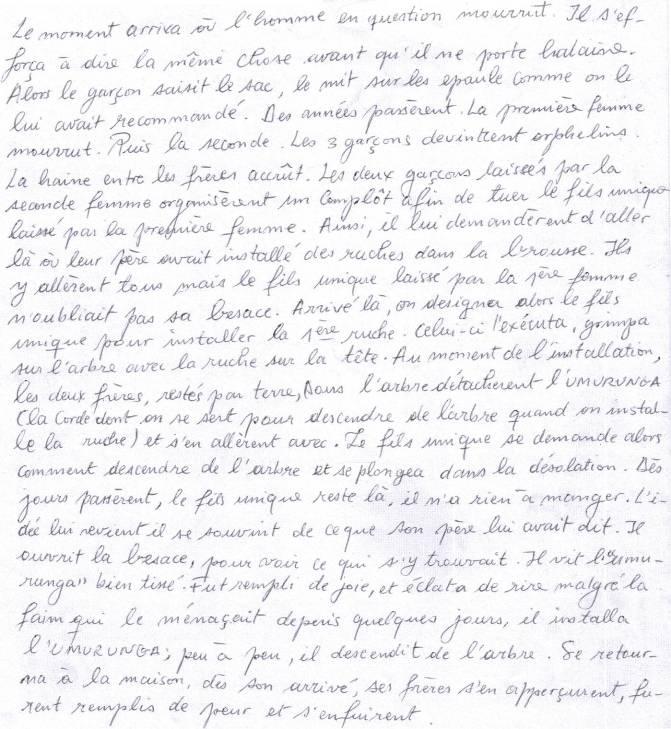 Le moment arriva où l'homme en question mourrut. Il s'ef-
força à dire la même chose avant qu'il ne porte halaine.
Alors le garçon saisit le sac, le mit sur les epaule comme on le
lui avait recommandé. Des années passèrent. La première femme
mourrut. Puis la seconde. Les 3 garçons devintrent orphelins.
La haine entre les frères accrût. Les deux garçons laissés par la
seconde femme organisèrent un complôt afin de tuer le fils unique
laissé par la première femme. Ainsi, il lui demandèrent d'aller
là où leur père avait installé des ruches dans la brousse. Ils
y allèrent tous mais le fils unique laissé par la 1ère femme
n'oubliait pas sa besace. Arrivé là, on designa alors le fils
unique pour installer la 1ère ruche. Celui-ci l'exécuta, grimpa
sur l'arbre avec la ruche sur la tête. Au moment de l'installation,
les deux frères, restés par terre, sous l'arbre détachèrent l'UMURUNGA
(la corde dont on se sert pour descendre de l'arbre quand on instal-
le la ruche) et s'en allèrent avec. Le fils unique se demande alors
comment descendre de l'arbre et se plongea dans la désolation. Dès
jours passèrent, le fils unique reste là, il n'a rien à manger. L'i-
dée lui revient il se souvint de ce que son père lui avait dit. Il
ouvrit la besace, pour voir ce qui s'y trouvait. Il vit l'"umu-
runga" bien tissé. Fut rempli de joie, et éclata de rire malgré la
faim qui le ménaçait depuis quelques jours, il installa
l'UMURUNGA; peu à peu, il descendit de l'arbre. Se retour-
na à la maison, dès son arrivé, ses frères s'en apperçurent, fu-
rent remplis de peur et s'enfuirent.